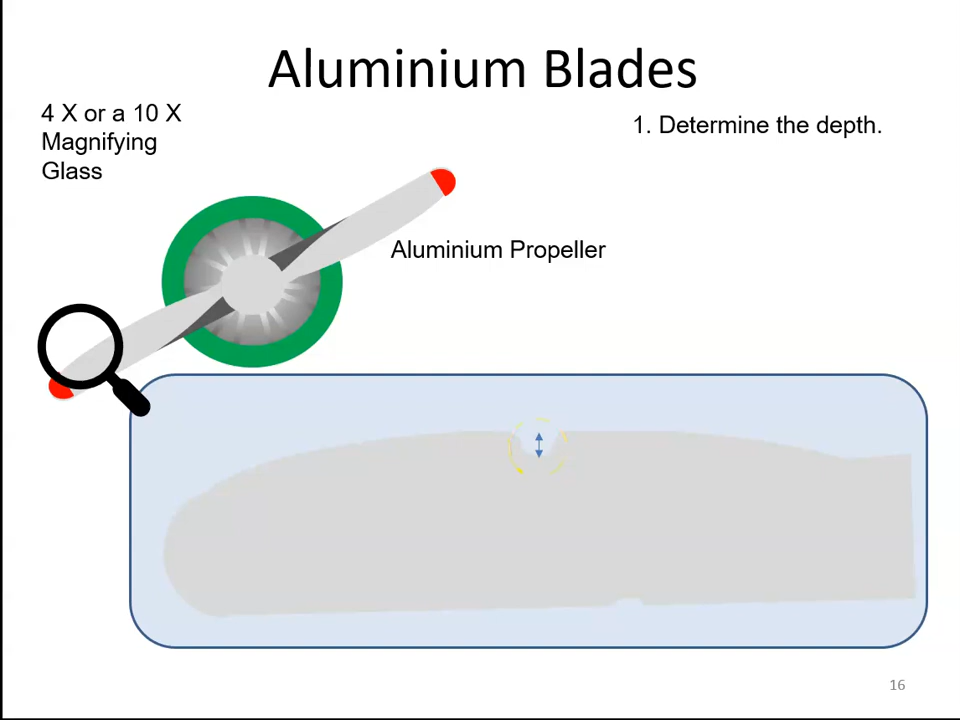 Aluminium Blades
4 X or a 10 X
Magnifying
Glass
1. Determine the depth.
Aluminium Propeller
16